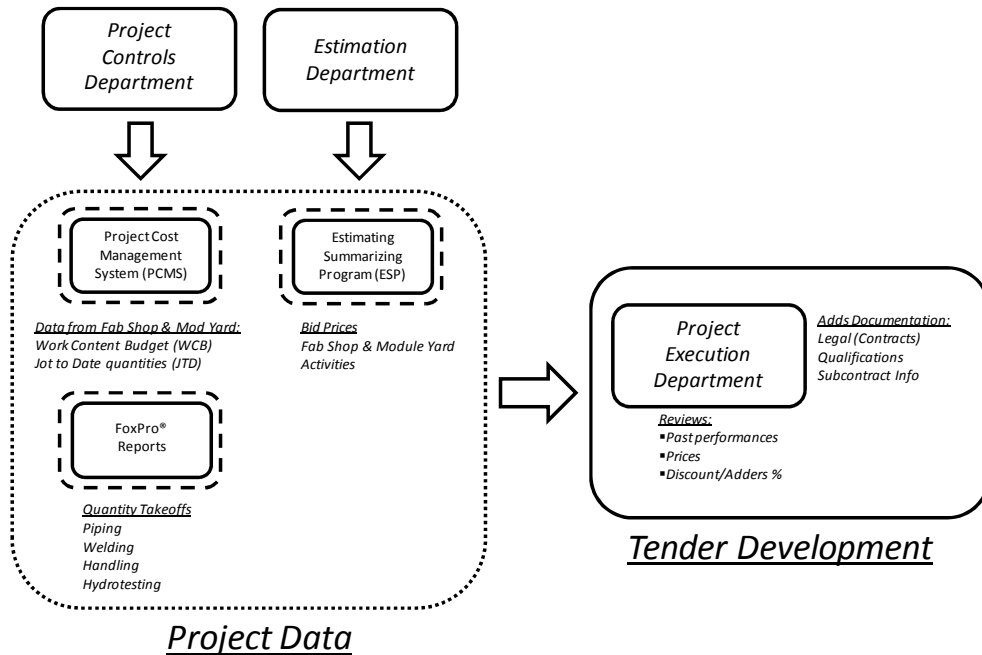 Project
Controls
Department
Estimation
Department
Project Cost
Management
System (PCMS)
Data from Fab Shop & Mod Yard:
Work Content Budget (WCB)
Jot to Date quantities (JTD)
FoxPro® 
Reports
Quantity Takeoffs
Piping
Welding
Handling
Hydrotesting
Estimating
Summarizing
Program (ESP)
Bid Prices
Fab Shop & Module Yard
Activities
Project Data
Project
Execution
Department
Adds Documentation:
Legal (Contracts)
Qualifications
Subcontract Info
Reviews:
▪Past performances
▪Prices
▪Discount/Adders %
Tender Development